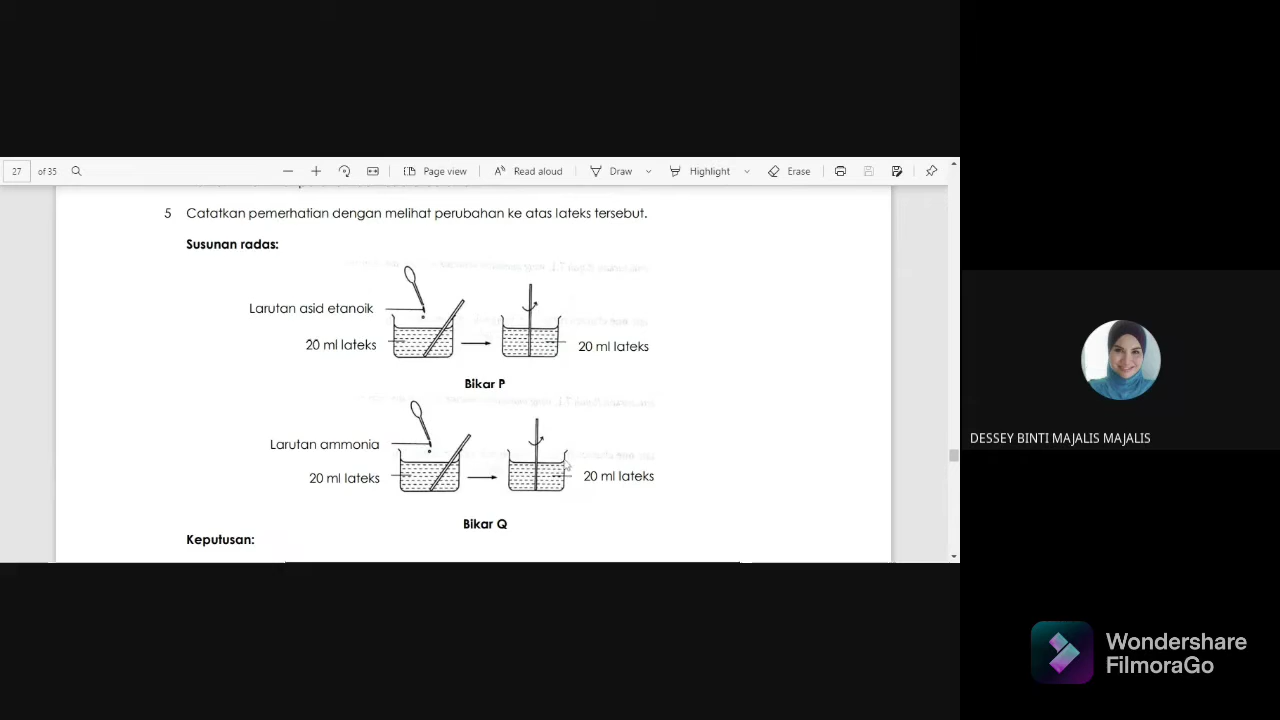 27 of 35 Page view Read aloud Draw Highlight Erase
5 Catatkan pemerhatian dengan melihat perubahan ke atas lateks tersebut.
Susunan radas:
Larutan asid etanoik
20 ml lateks
20 ml lateks
Bikar P
Larutan ammonia
20 ml lateks
20 ml lateks
Bikar Q
Keputusan:
DESSEY BINTI MAJALIS MAJALIS
Wondershare
FilmoraGo